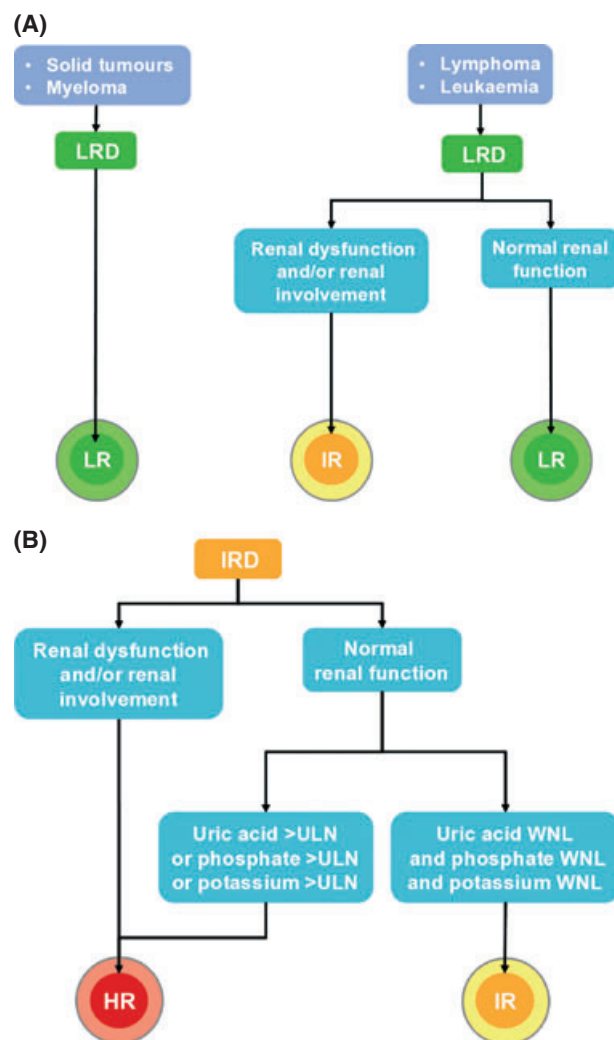 (A)
• Solid tumours
• Myeloma
• Lymphoma
• Leukaemia
LRD
LRD
Renal dysfunction
and/or renal
involvement
Normal renal
function
LR
IR
LR
(B)
IRD
Renal dysfunction
and/or renal
involvement
Normal
renal function
Uric acid >ULN
or phosphate >ULN
or potassium >ULN
Uric acid WNL
and phosphate WNL
and potassium WNL
HR
IR